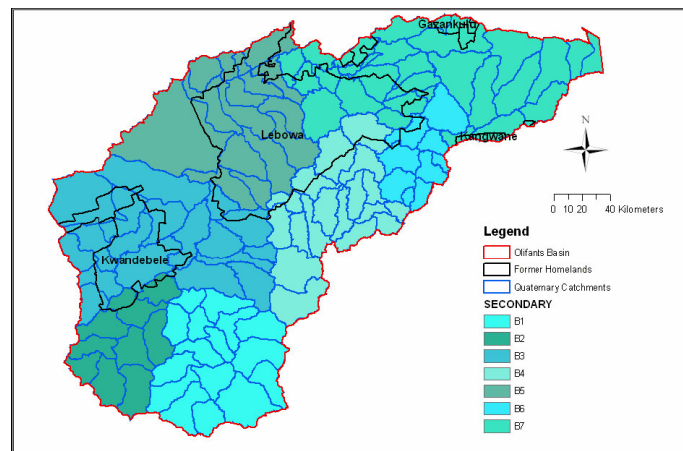 Gazankulu
Lebowa
Kangwane
Kwandebele
N
0 10 20 40 Kilometers
Legend
Olifants Basin
Former Homelands
Quaternary Catchments
SECONDARY
B1
B2
B3
B4
B5
B6
B7